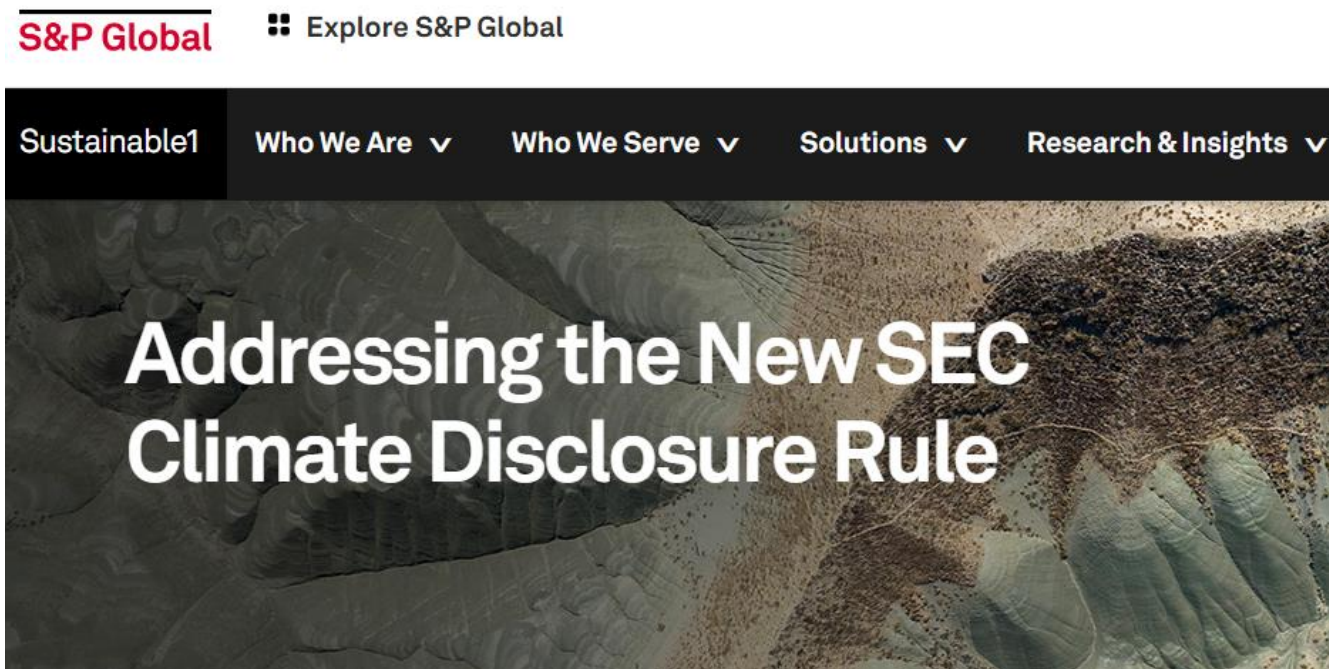 S&P Global
Explore S&P Global
Sustainable1
Who We Are
Who We Serve
Solutions
Research & Insights
Addressing the New SEC
Climate Disclosure Rule